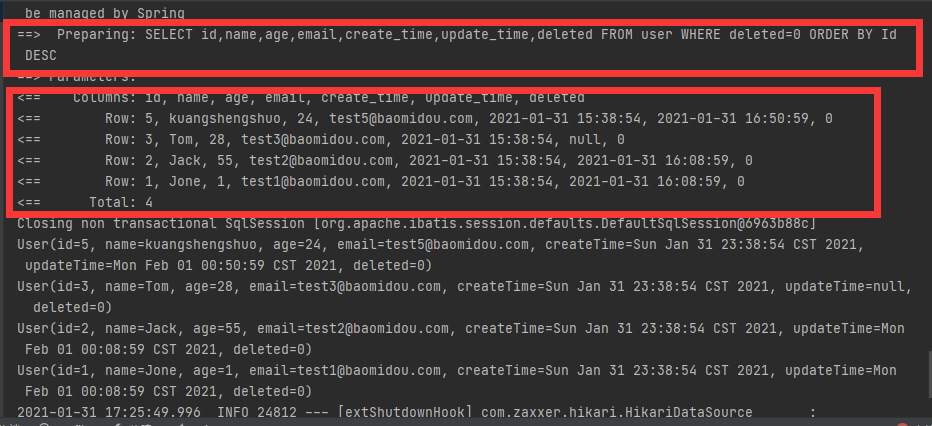 be managed by Spring
==>  Preparing: SELECT id,name,age,email,create_time,update_time,deleted FROM user WHERE deleted=0 ORDER BY Id
DESC
==> Parameters:
<==    Columns: id, name, age, email, create_time, update_time, deleted
<==        Row: 5, kuangshengshuo, 24, test5@baomidou.com, 2021-01-31 15:38:54, 2021-01-31 16:50:59, 0
<==        Row: 3, Tom, 28, test3@baomidou.com, 2021-01-31 15:38:54, null, 0
<==        Row: 2, Jack, 55, test2@baomidou.com, 2021-01-31 15:38:54, 2021-01-31 16:08:59, 0
<==        Row: 1, Jone, 1, test1@baomidou.com, 2021-01-31 15:38:54, 2021-01-31 16:08:59, 0
<==      Total: 4
Closing non transactional SqlSession [org.apache.ibatis.session.defaults.DefaultSqlSession@6963b88c]
User(id=5, name=kuangshengshuo, age=24, email=test5@baomidou.com, createTime=Sun Jan 31 23:38:54 CST 2021,
updateTime=Mon Feb 01 00:50:59 CST 2021, deleted=0)
User(id=3, name=Tom, age=28, email=test3@baomidou.com, createTime=Sun Jan 31 23:38:54 CST 2021, updateTime=null,
deleted=0)
User(id=2, name=Jack, age=55, email=test2@baomidou.com, createTime=Sun Jan 31 23:38:54 CST 2021, updateTime=Mon
Feb 01 00:08:59 CST 2021, deleted=0)
User(id=1, name=Jone, age=1, email=test1@baomidou.com, createTime=Sun Jan 31 23:38:54 CST 2021, updateTime=Mon
Feb 01 00:08:59 CST 2021, deleted=0)
2021-01-31 17:25:49.996  INFO 24812 --- [extShutdownHook] com.zaxxer.hikari.HikariDataSource       :